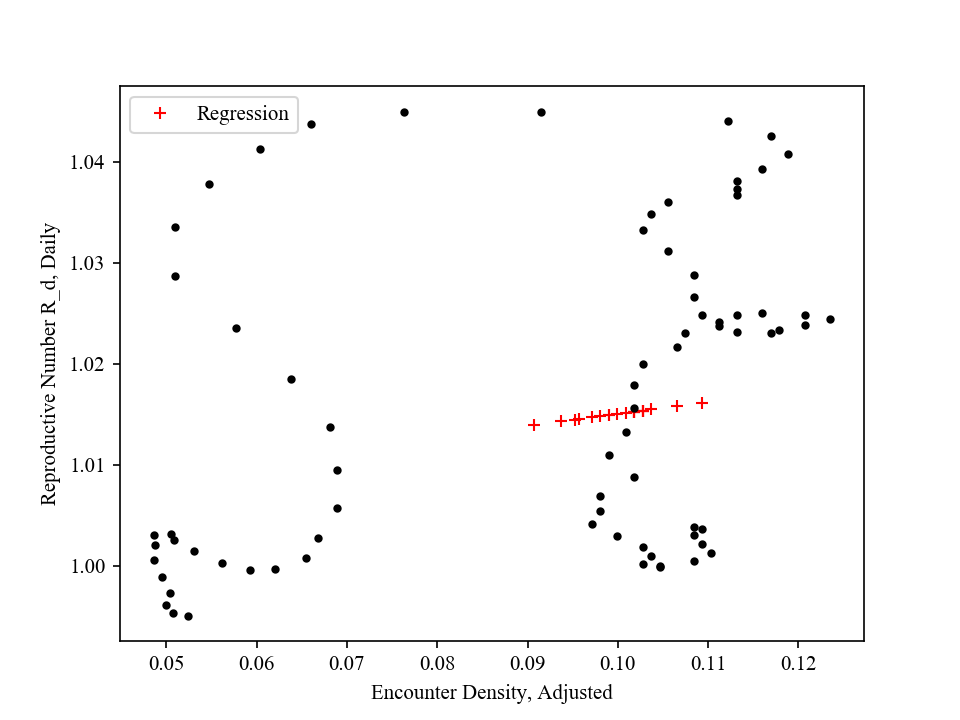 Regression
1.04
1.03
1.02
1.01
1.00
Reproductive Number R_d, Daily
0.05 0.06 0.07 0.08 0.09 0.10 0.11 0.12
Encounter Density, Adjusted